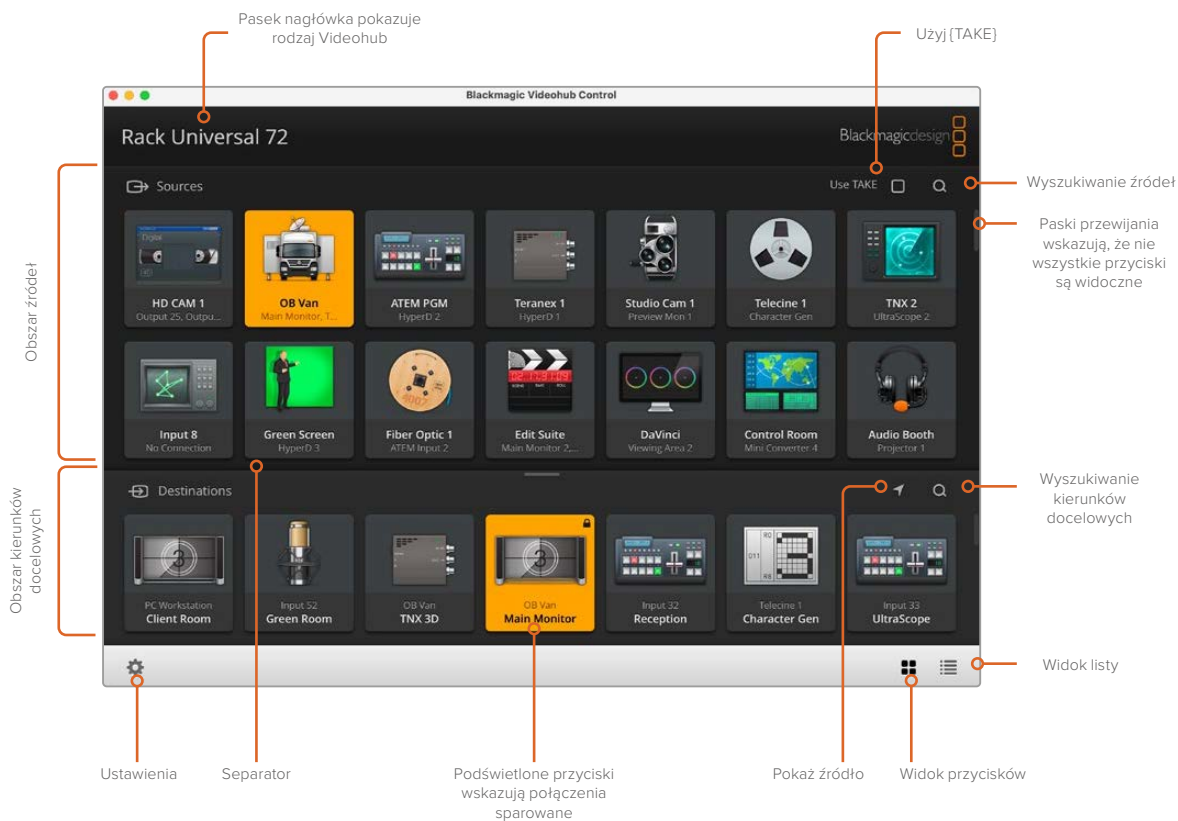 Pasek nagłówka pokazuje
rodzaj Videohub
Użyj {TAKE}
Blackmagic Videohub Control
Rack Universal 72
Blackmagicdesign
Sources
Use TAKE
Wyszukiwanie źródeł
Paski przewijania
wskazują, że nie
wszystkie przyciski
są widoczne
Obszar źródeł
Digital
HD CAM 1
Output 25, Outpu...
OB Van
Main Monitor, T...
ATEM PGM
HyperD 2
Teranex 1
HyperD 1
Studio Cam 1
Preview Mon 1
Telecine 1
Character Gen
TNX 2
UltraScope 2
Input 8
No Connection
Green Screen
HyperD 3
4007
Fiber Optic 1
ATEM Input 2
Edit Suite
Main Monitor 2,...
DaVinci
Viewing Area 2
Control Room
Mini Converter 4
Audio Booth
Projector 1
Destinations
Wyszukiwanie
kierunków
docelowych
Obszar kierunków
docelowych
3
PC Workstation
Client Room
Input 52
Green Room
OB Van
TNX 3D
3
OB Van
Main Monitor
Input 32
Reception
R0
011
R8
Telecine 1
Character Gen
Input 33
UltraScope
Widok listy
Ustawienia
Separator
Podświetlone przyciski
wskazują połączenia
sparowane
Pokaż źródło
Widok przycisków